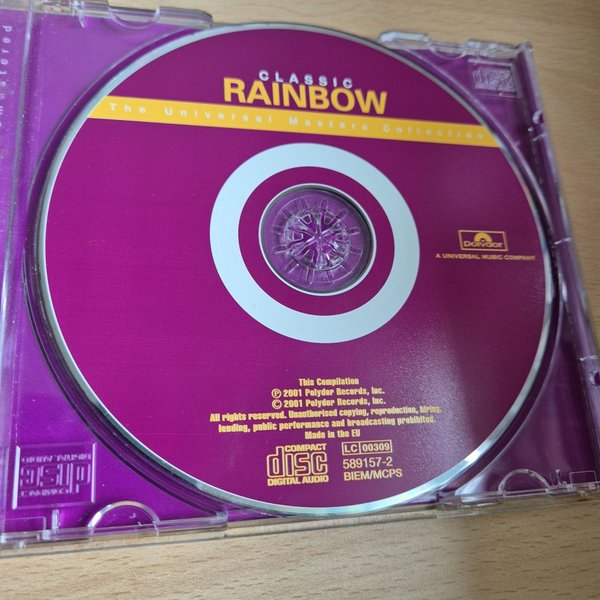 CLASSIC
RAINBOW
The Universal Masters Collection
Polydor
A UNIVERSAL MUSIC COMPANY
This Compilation
℗ 2001 Polydor Records, Inc.
© 2001 Polydor Records, Inc.
All rights reserved. Unauthorised copying, reproduction, hiring,
lending, public performance and broadcasting prohibited.
Made in the EU
COMPACT
disc
DIGITAL AUDIO
LC 00309
589157-2
BIEM/MCPS